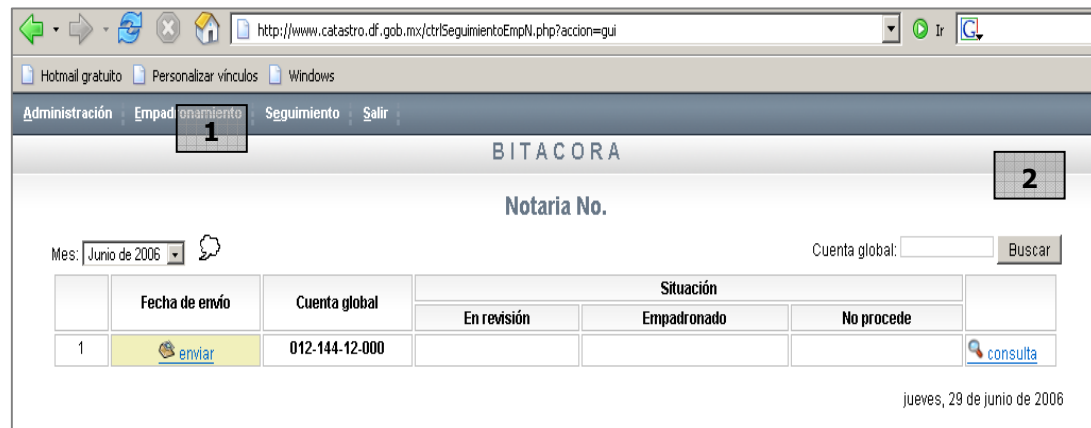 http://www.catastro.df.gob.mx/ctrlSeguimientoEmpN.php?accion=gui Ir G
Hotmail gratuito Personalizar vínculos Windows
Administración Empadronamiento Seguimiento Salir
1
BITACORA
2
Notaria No.
Mes: Junio de 2006 Cuenta global: Buscar
Fecha de envío Cuenta global Situación
En revisión Empadronado No procede
1 enviar 012-144-12-000 consulta
jueves, 29 de junio de 2006